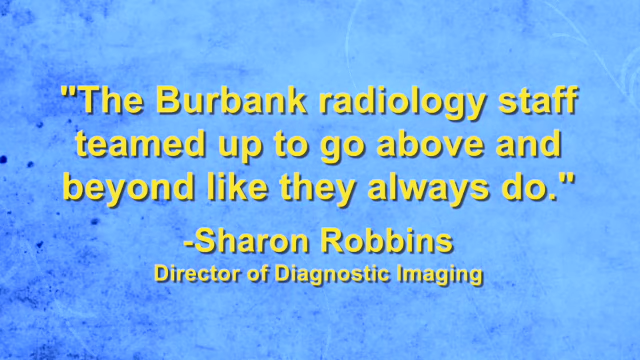 "The Burbank radiology staff
teamed up to go above and
beyond like they always do."
-Sharon Robbins
Director of Diagnostic Imaging